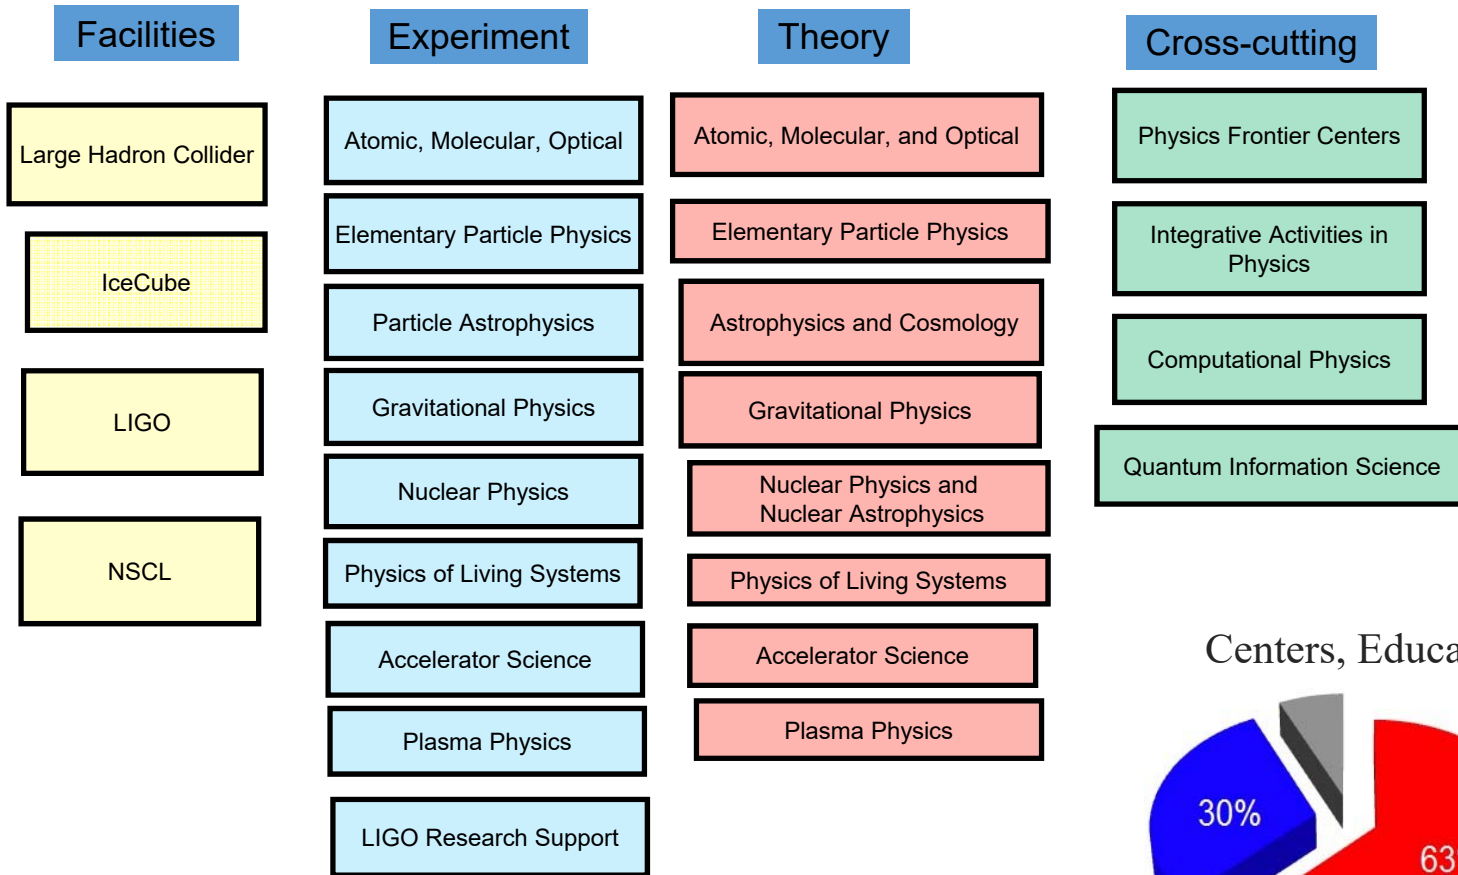 Facilities
Experiment
Theory
Cross-cutting
Large Hadron Collider
IceCube
LIGO
NSCL
Atomic, Molecular, Optical
Elementary Particle Physics
Particle Astrophysics
Gravitational Physics
Nuclear Physics
Physics of Living Systems
Accelerator Science
Plasma Physics
LIGO Research Support
Atomic, Molecular, and Optical
Elementary Particle Physics
Astrophysics and Cosmology
Gravitational Physics
Nuclear Physics and
Nuclear Astrophysics
Physics of Living Systems
Accelerator Science
Plasma Physics
Physics Frontier Centers
Integrative Activities in
Physics
Computational Physics
Quantum Information Science
Centers,
30%